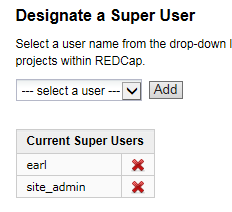 Designate a Super User
Select a user name from the drop-down l
projects within REDCap.
--- select a user --- Add
Current Super Users
earl
site_admin